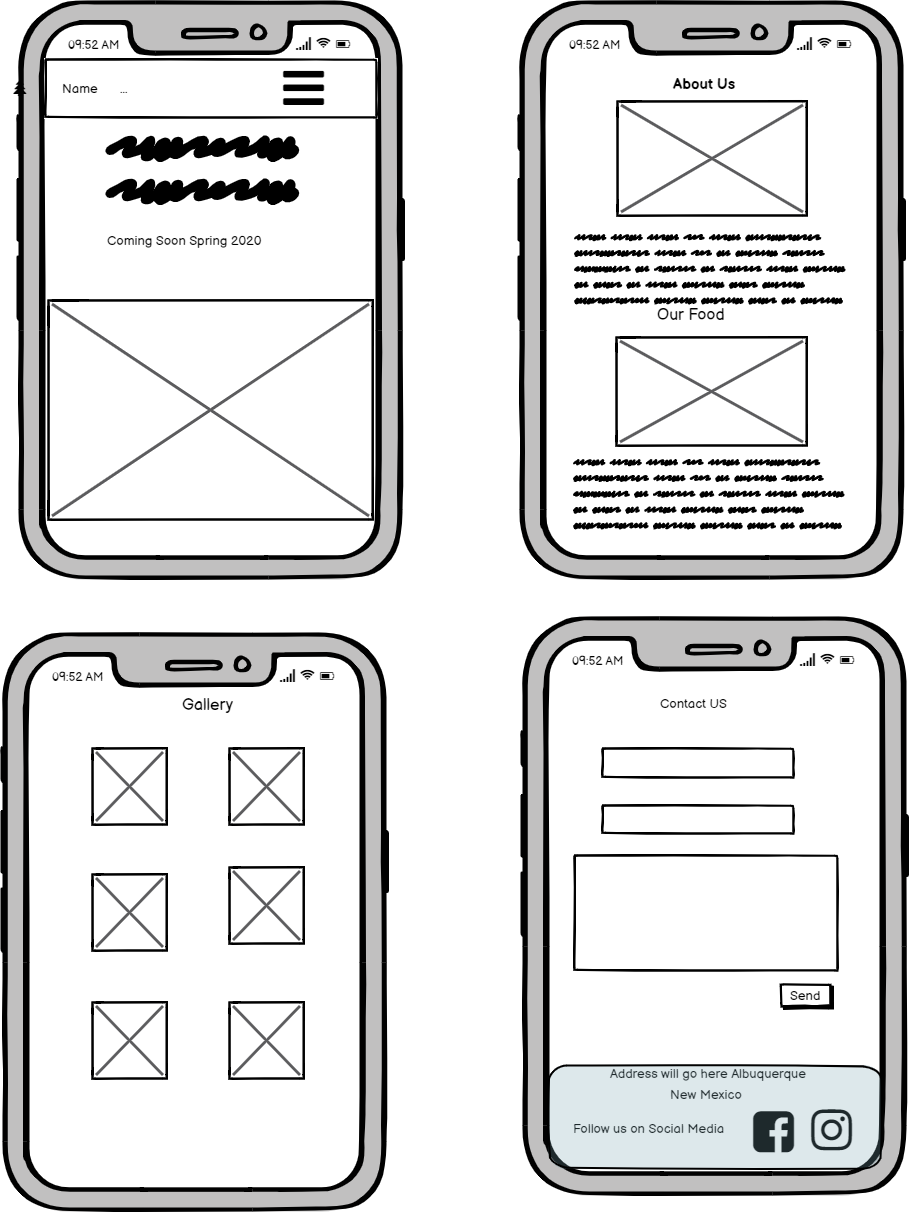 09:52 AM
Name ...
Coming Soon Spring 2020
09:52 AM
About Us
Our Food
09:52 AM
Gallery
09:52 AM
Contact US
Send
Address will go here Albuquerque
New Mexico
Follow us on Social Media